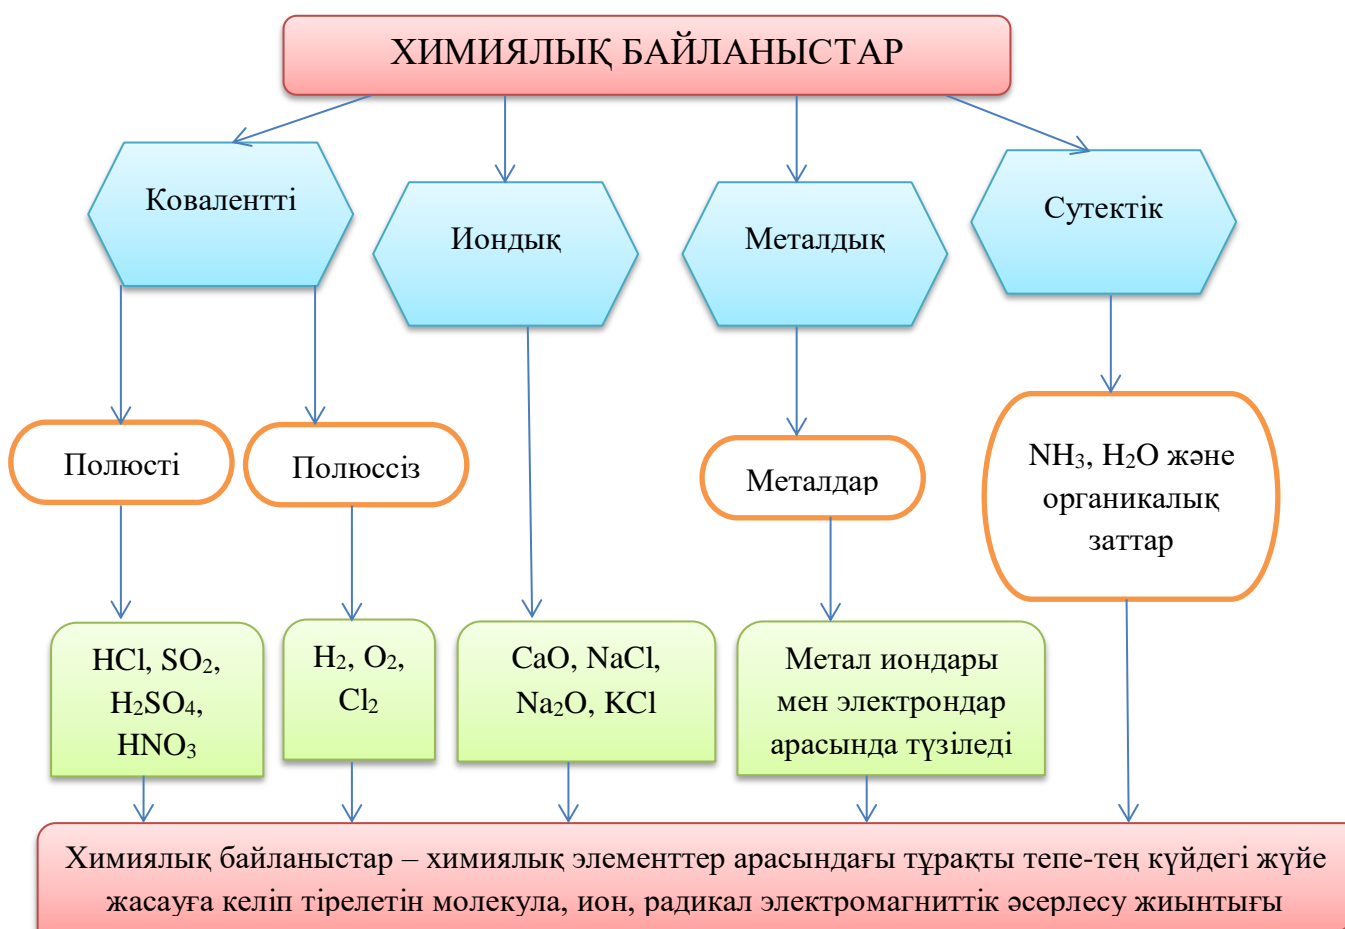 ХИМИЯЛЫҚ БАЙЛАНЫСТАР
Ковалентті
Иондық
Металдық
Сутектік
Полюсті
Полюссіз
Металдар
NH₃, H₂O және
органикалық
заттар
HCl, SO₂,
H₂SO₄,
HNO₃
H₂, O₂,
Cl₂
CaO, NaCl,
Na₂O, KCl
Метал иондары
мен электрондар
арасында түзіледі
Химиялық байланыстар – химиялық элементтер арасындағы тұрақты тепе-тең күйдегі жүйе
жасауға келіп тірелетін молекула, ион, радикал электромагниттік әсерлесу жиынтығы